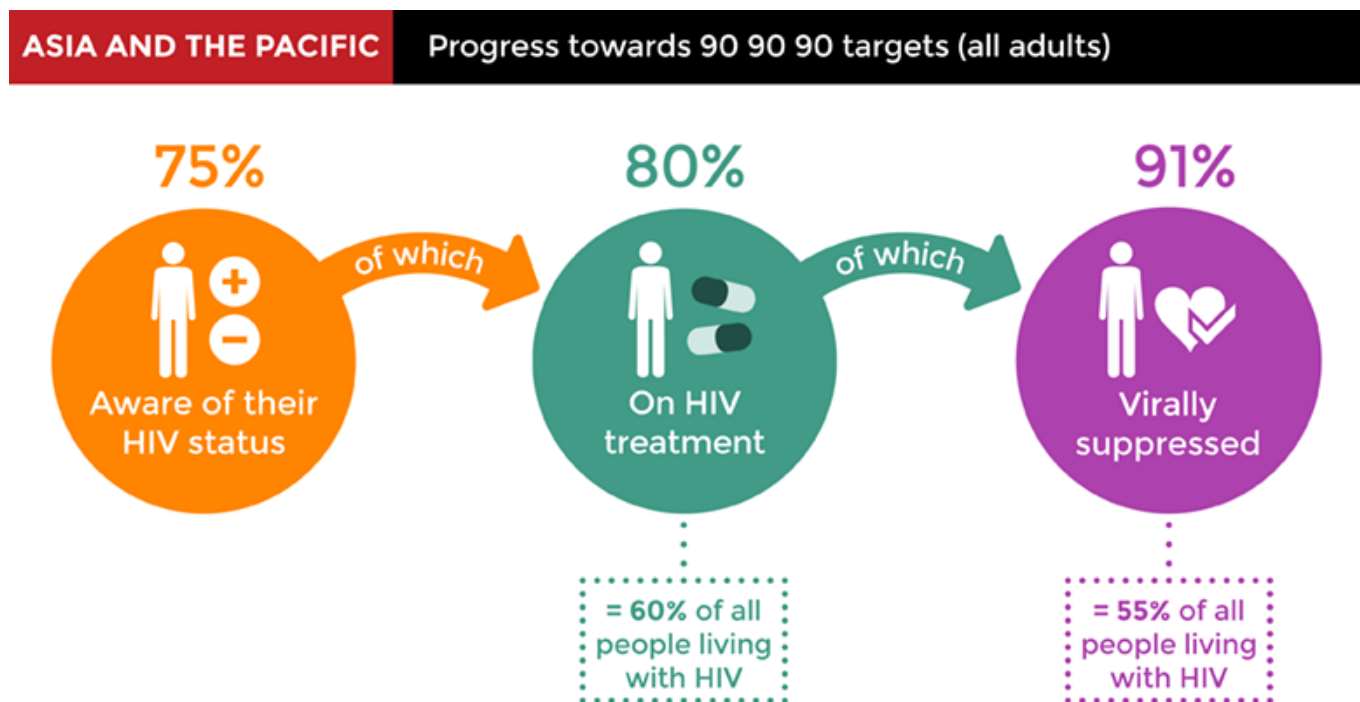 ASIA AND THE PACIFIC
Progress towards 90 90 90 targets (all adults)
75%
Aware of their
HIV status
of which
80%
On HIV
treatment
= 60% of all
people living
with HIV
of which
91%
Virally
suppressed
= 55% of all
people living
with HIV